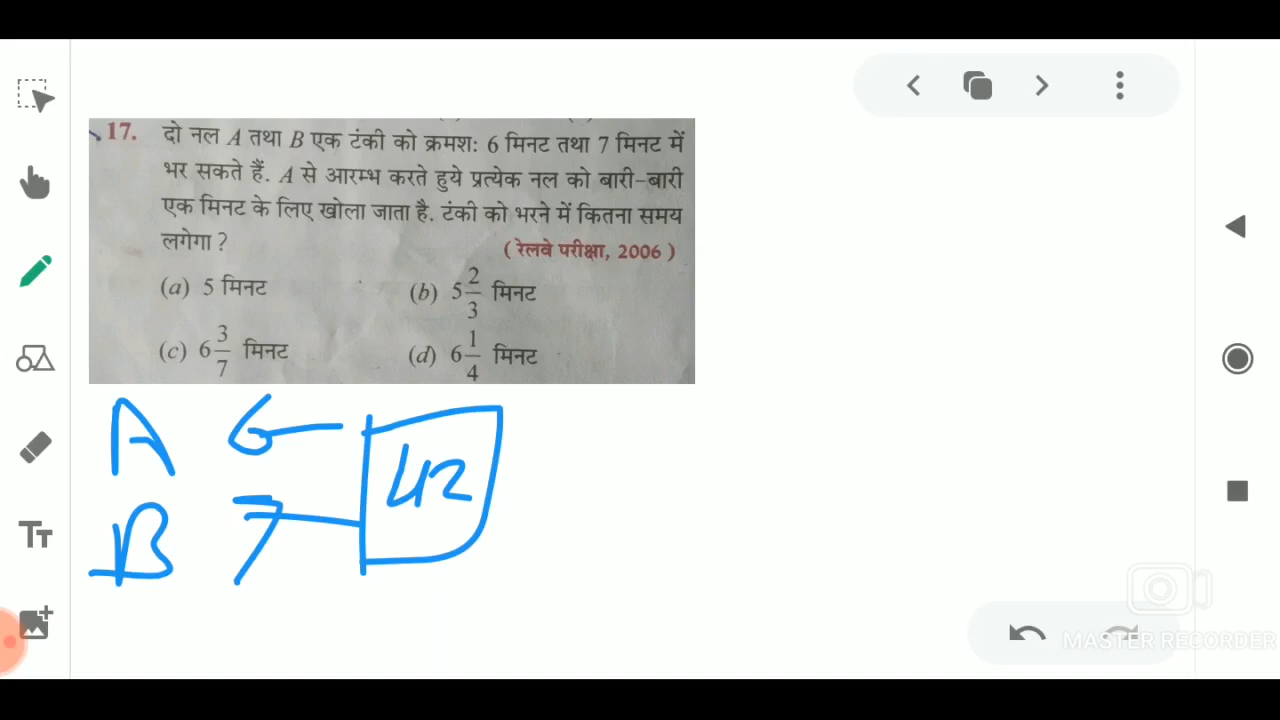 17. दो नल A तथा B एक टंकी को क्रमश: 6 मिनट तथा 7 मिनट में
भर सकते हैं. A से आरम्भ करते हुये प्रत्येक नल को बारी-बारी
एक मिनट के लिए खोला जाता है. टंकी को भरने में कितना समय
लगेगा ?
(रेलवे परीक्षा, 2006)
(a) 5 मिनट (b) 5 2/3 मिनट
(c) 6 3/7 मिनट (d) 6 1/4 मिनट
A 6
42
B 7
TT
MASTER RECORDER